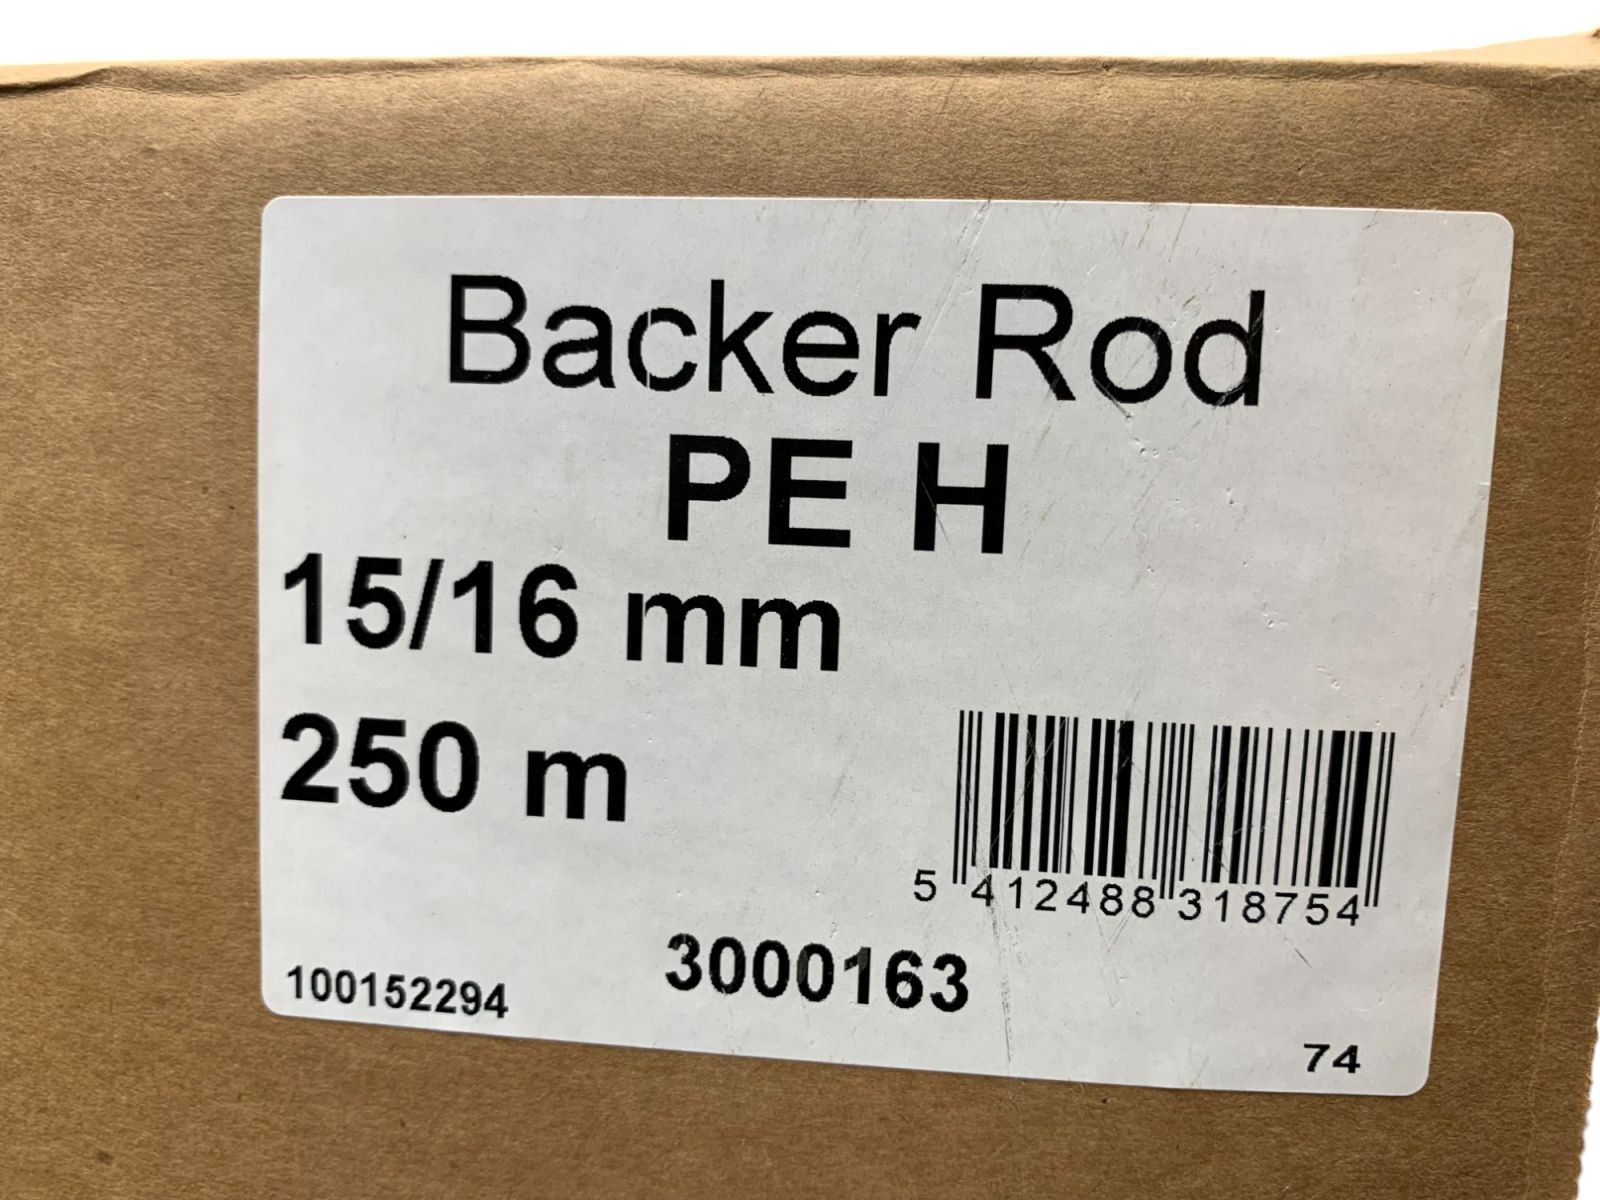 Backer Rod
PE H
15/16 mm
250 m
5 412488 318754
3000163
100152294
74